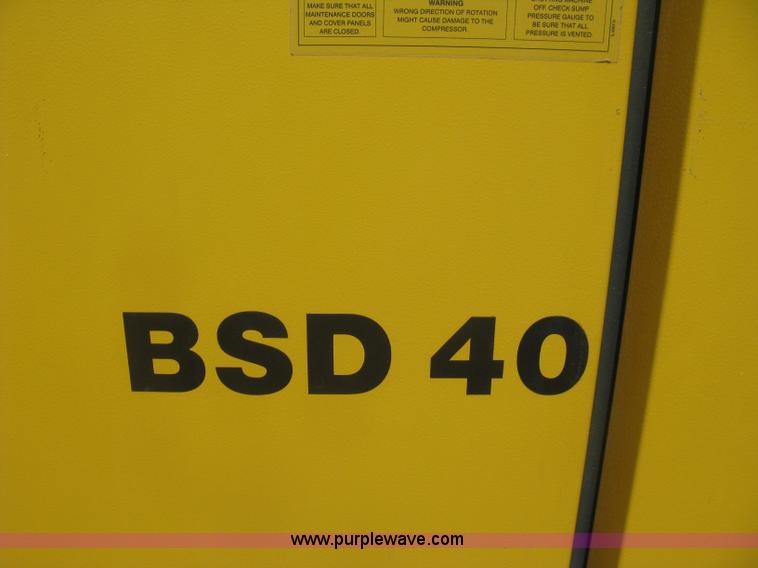 MAKE SURE THAT ALL
MAINTENANCE DOORS
AND COVER PANELS
ARE CLOSED.
WARNING
WRONG DIRECTION OF ROTATION
MIGHT CAUSE DAMAGE TO THE
COMPRESSOR.
MACHINE
OFF. CHECK SUMP
PRESSURE GAUGE TO
BE SURE THAT ALL
PRESSURE IS VENTED.
BSD 40
www.purplewave.com